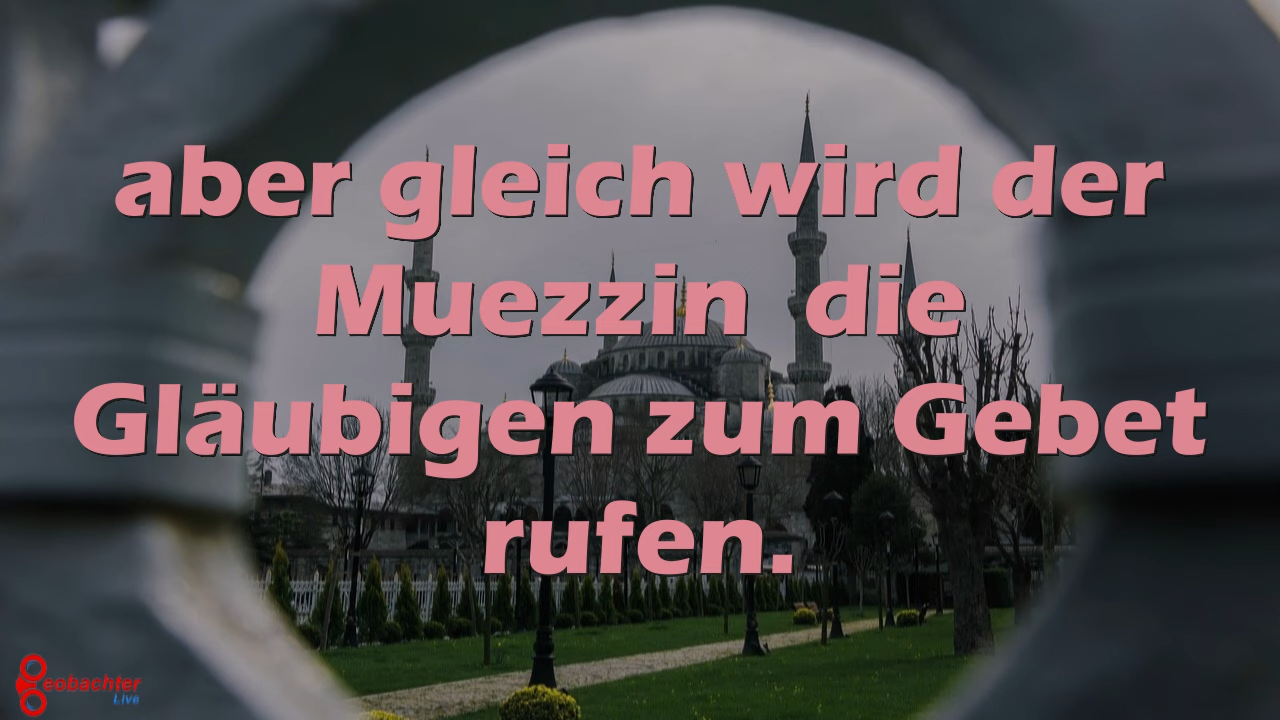 aber gleich wird der
Muezzin die
Gläubigen zum Gebet
rufen.
Beobachter
Live